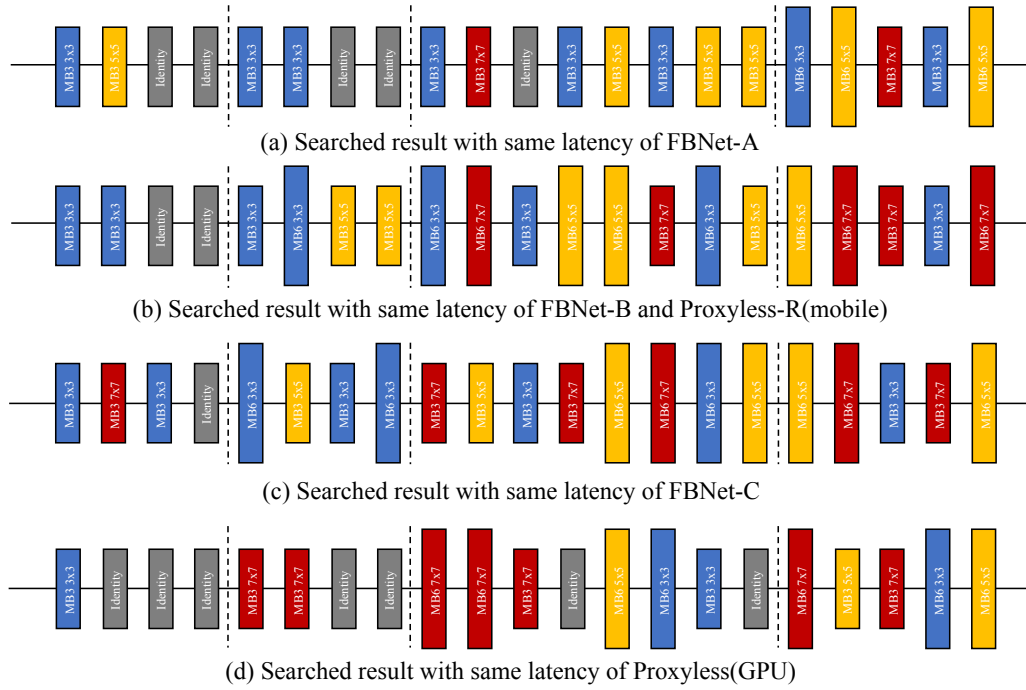 MB3 3x3
MB3 5x5
Identity
Identity
MB3 3x3
MB3 3x3
Identity
Identity
MB3 3x3
MB3 7x7
Identity
MB3 3x3
MB3 5x5
MB3 3x3
MB3 5x5
MB3 5x5
MB6 3x3
MB6 5x5
MB3 7x7
MB3 3x3
MB6 5x5
(a) Searched result with same latency of FBNet-A
MB3 3x3
MB3 3x3
Identity
Identity
MB3 3x3
MB6 3x3
MB3 5x5
MB3 5x5
MB6 3x3
MB6 7x7
MB3 3x3
MB6 5x5
MB6 5x5
MB3 7x7
MB6 3x3
MB3 5x5
MB6 5x5
MB6 7x7
MB3 7x7
MB3 3x3
MB6 7x7
(b) Searched result with same latency of FBNet-B and Proxyless-R(mobile)
MB3 3x3
MB3 7x7
MB3 3x3
Identity
MB6 3x3
MB3 5x5
MB3 3x3
MB6 3x3
MB3 7x7
MB3 5x5
MB3 3x3
MB3 7x7
MB6 5x5
MB6 7x7
MB6 3x3
MB6 5x5
MB6 5x5
MB6 7x7
MB3 3x3
MB3 7x7
MB6 5x5
(c) Searched result with same latency of FBNet-C
MB3 3x3
Identity
Identity
Identity
MB3 7x7
MB3 7x7
Identity
Identity
MB6 7x7
MB6 7x7
MB3 7x7
Identity
MB6 5x5
MB6 3x3
MB3 3x3
Identity
MB6 7x7
MB3 5x5
MB3 7x7
MB6 3x3
MB6 5x5
(d) Searched result with same latency of Proxyless(GPU)